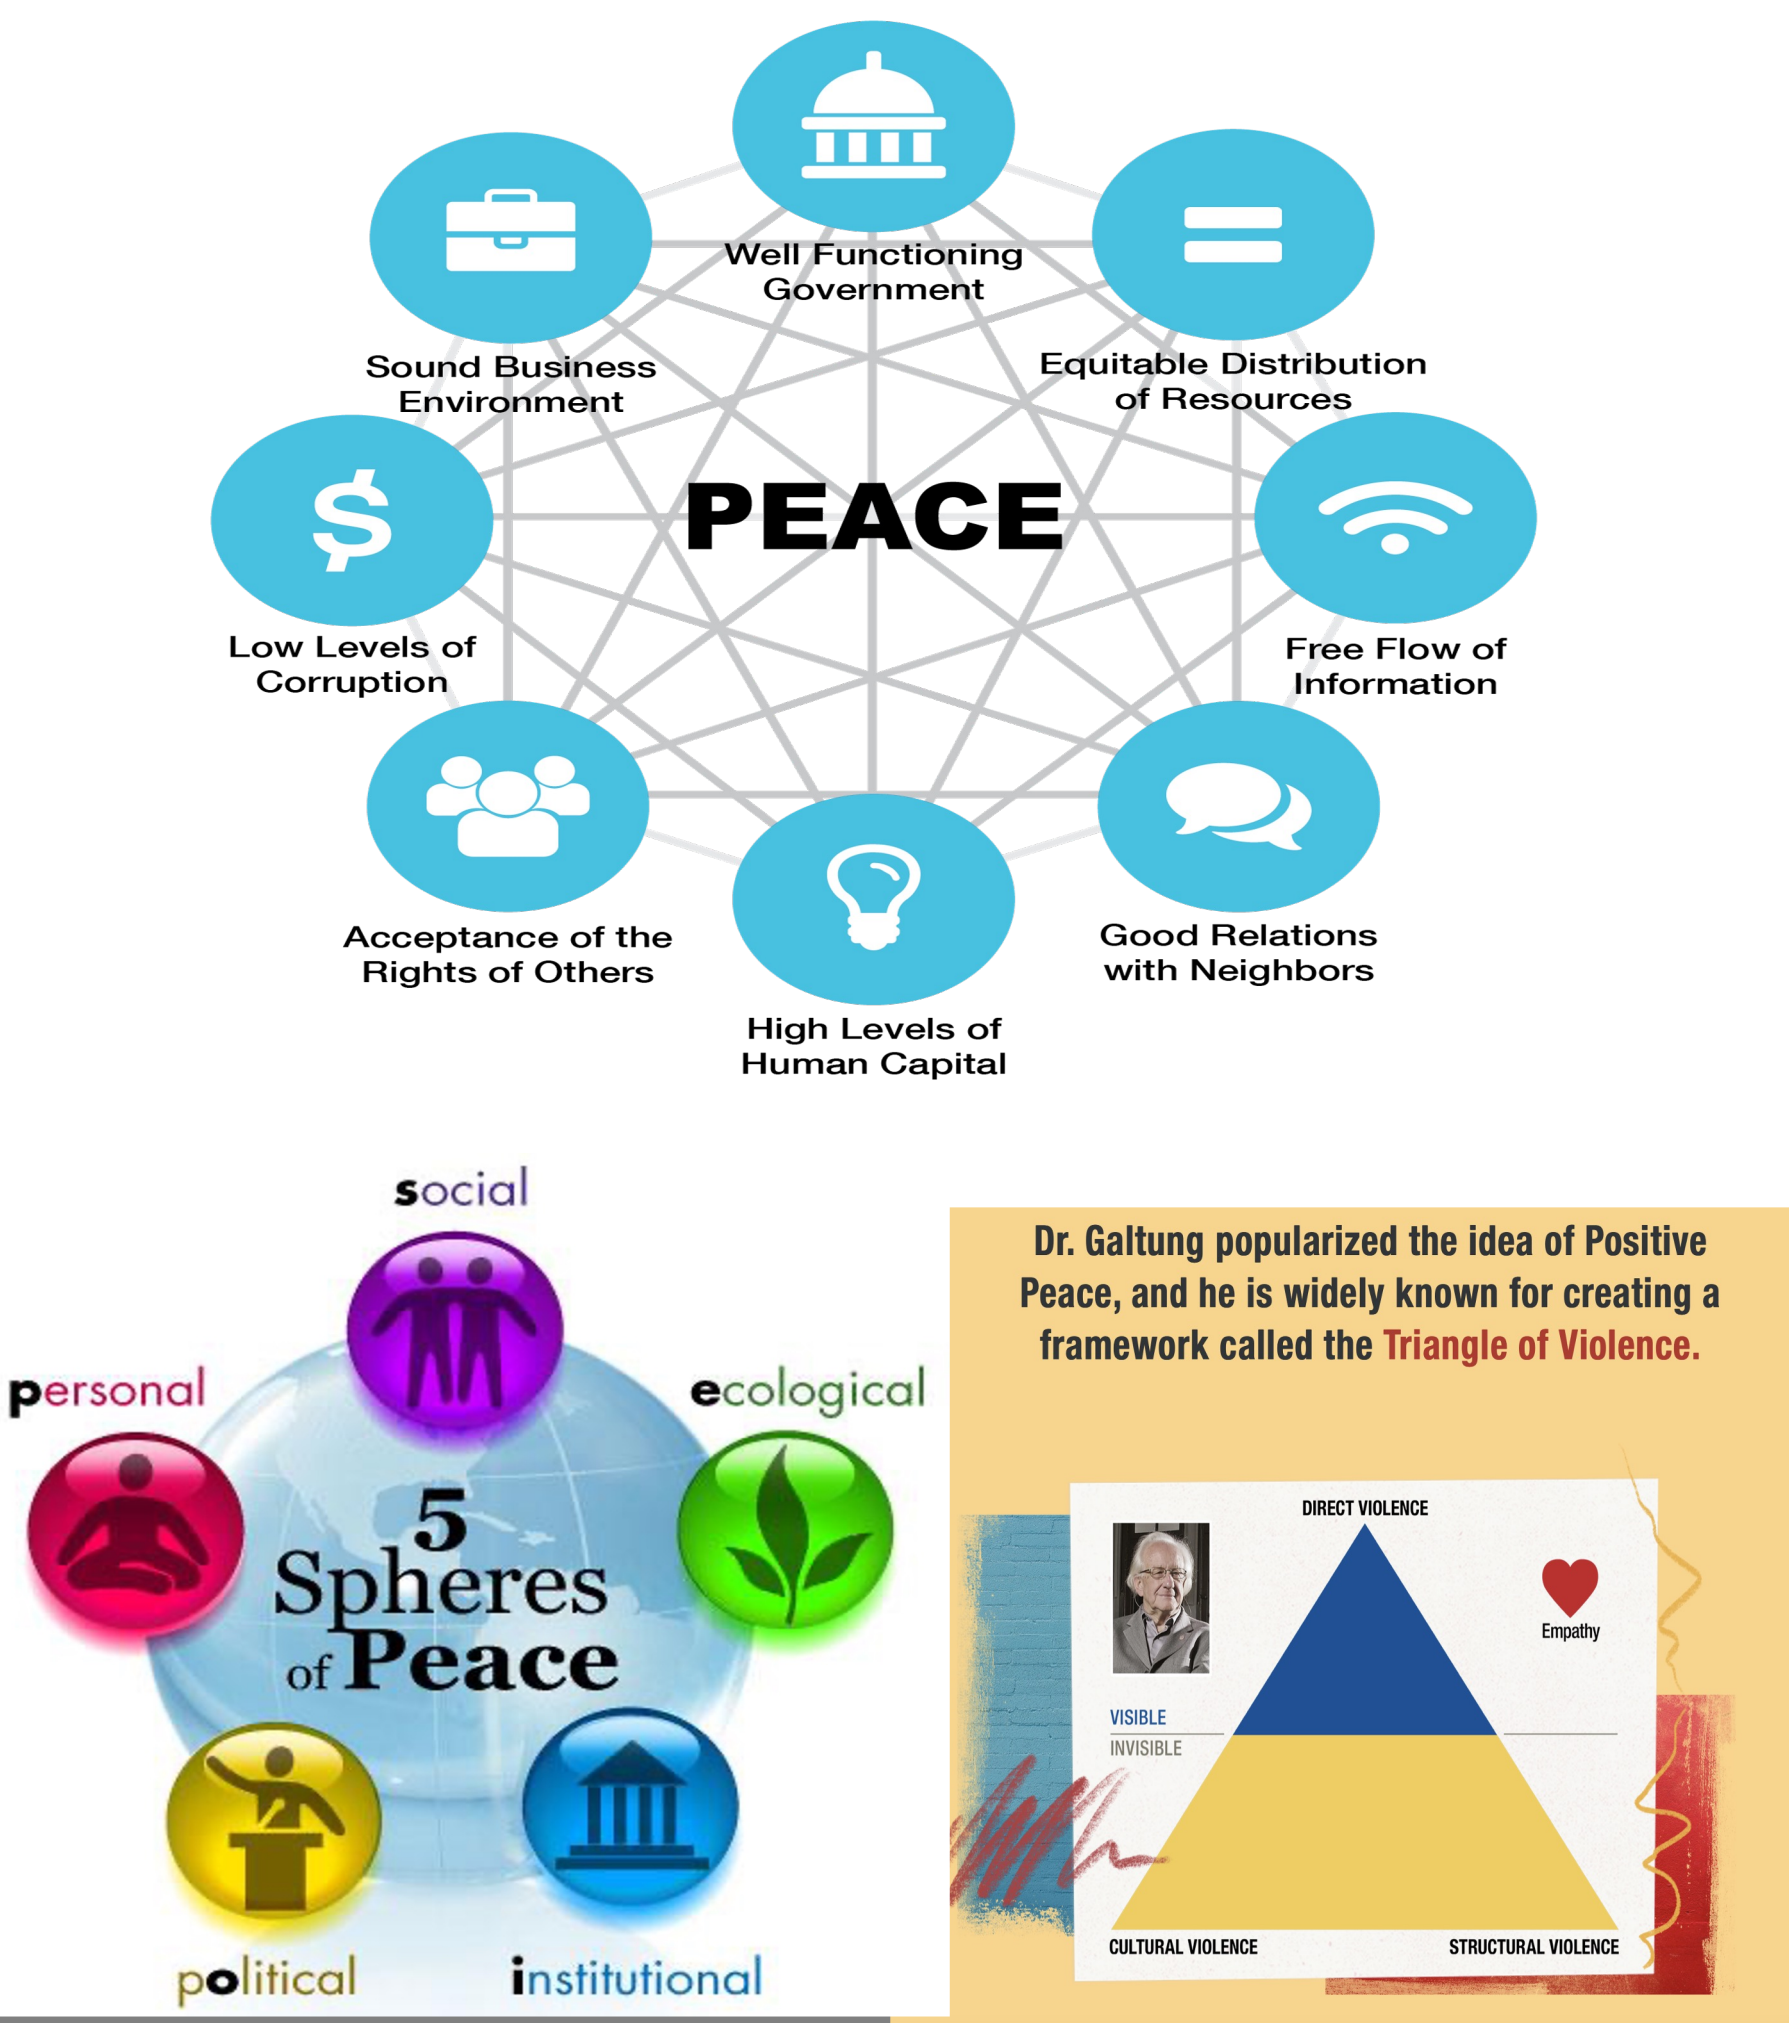 Well Functioning
Government
Sound Business
Environment
Equitable Distribution
of Resources
$
PEACE
Low Levels of
Corruption
Free Flow of
Information
Acceptance of the
Rights of Others
Good Relations
with Neighbors
High Levels of
Human Capital
social
personal
ecological
5
Spheres
of Peace
political
institutional
Dr. Galtung popularized the idea of Positive
Peace, and he is widely known for creating a
framework called the Triangle of Violence.
DIRECT VIOLENCE
Empathy
VISIBLE
INVISIBLE
CULTURAL VIOLENCE
STRUCTURAL VIOLENCE